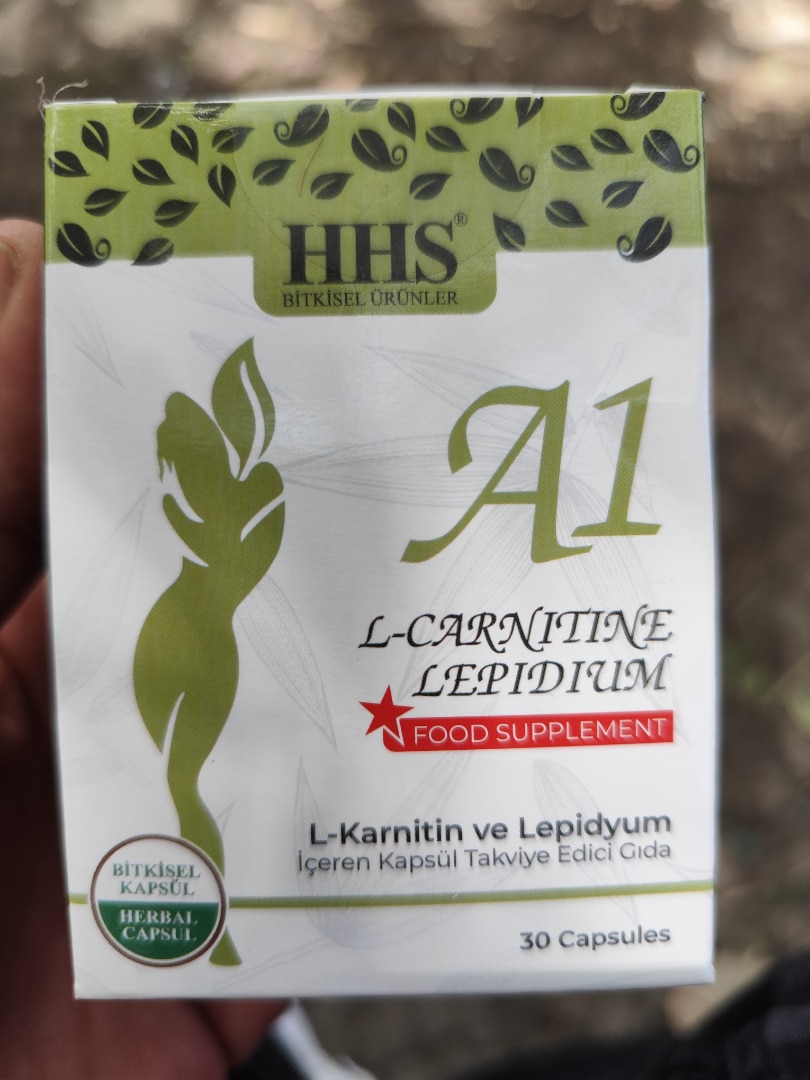 HHS®
BİTKİSEL ÜRÜNLER
A1
L-CARNITINE
LEPIDIUM
FOOD SUPPLEMENT
L-Karnitin ve Lepidyum
İçeren Kapsül Takviye Edici Gıda
BİTKİSEL
KAPSÜL
HERBAL
CAPSUL
30 Capsules